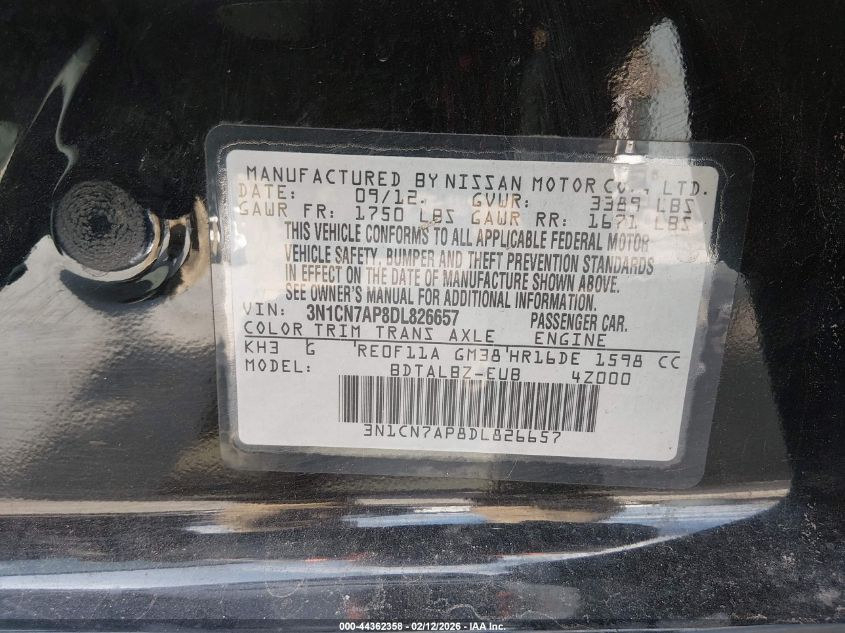 MANUFACTURED BY NISSAN MOTOR CO., LTD.
DATE: 09/12. GVWR: 3389 LBS
GAWR FR: 1750 LBS GAWR RR: 1671 LBS
THIS VEHICLE CONFORMS TO ALL APPLICABLE FEDERAL MOTOR
VEHICLE SAFETY, BUMPER AND THEFT PREVENTION STANDARDS
IN EFFECT ON THE DATE OF MANUFACTURE SHOWN ABOVE.
SEE OWNER'S MANUAL FOR ADDITIONAL INFORMATION.
VIN: 3N1CN7AP8DL826657 PASSENGER CAR.
COLOR TRIM TRANS AXLE ENGINE
KH3 G 'RE0F11A GM38'HR16DE 1598 CC
MODEL: BDTALBZ-EUB 4Z000
3N1CN7AP8DL826657
000-44362358 - 02/12/2026 - IAA Inc.